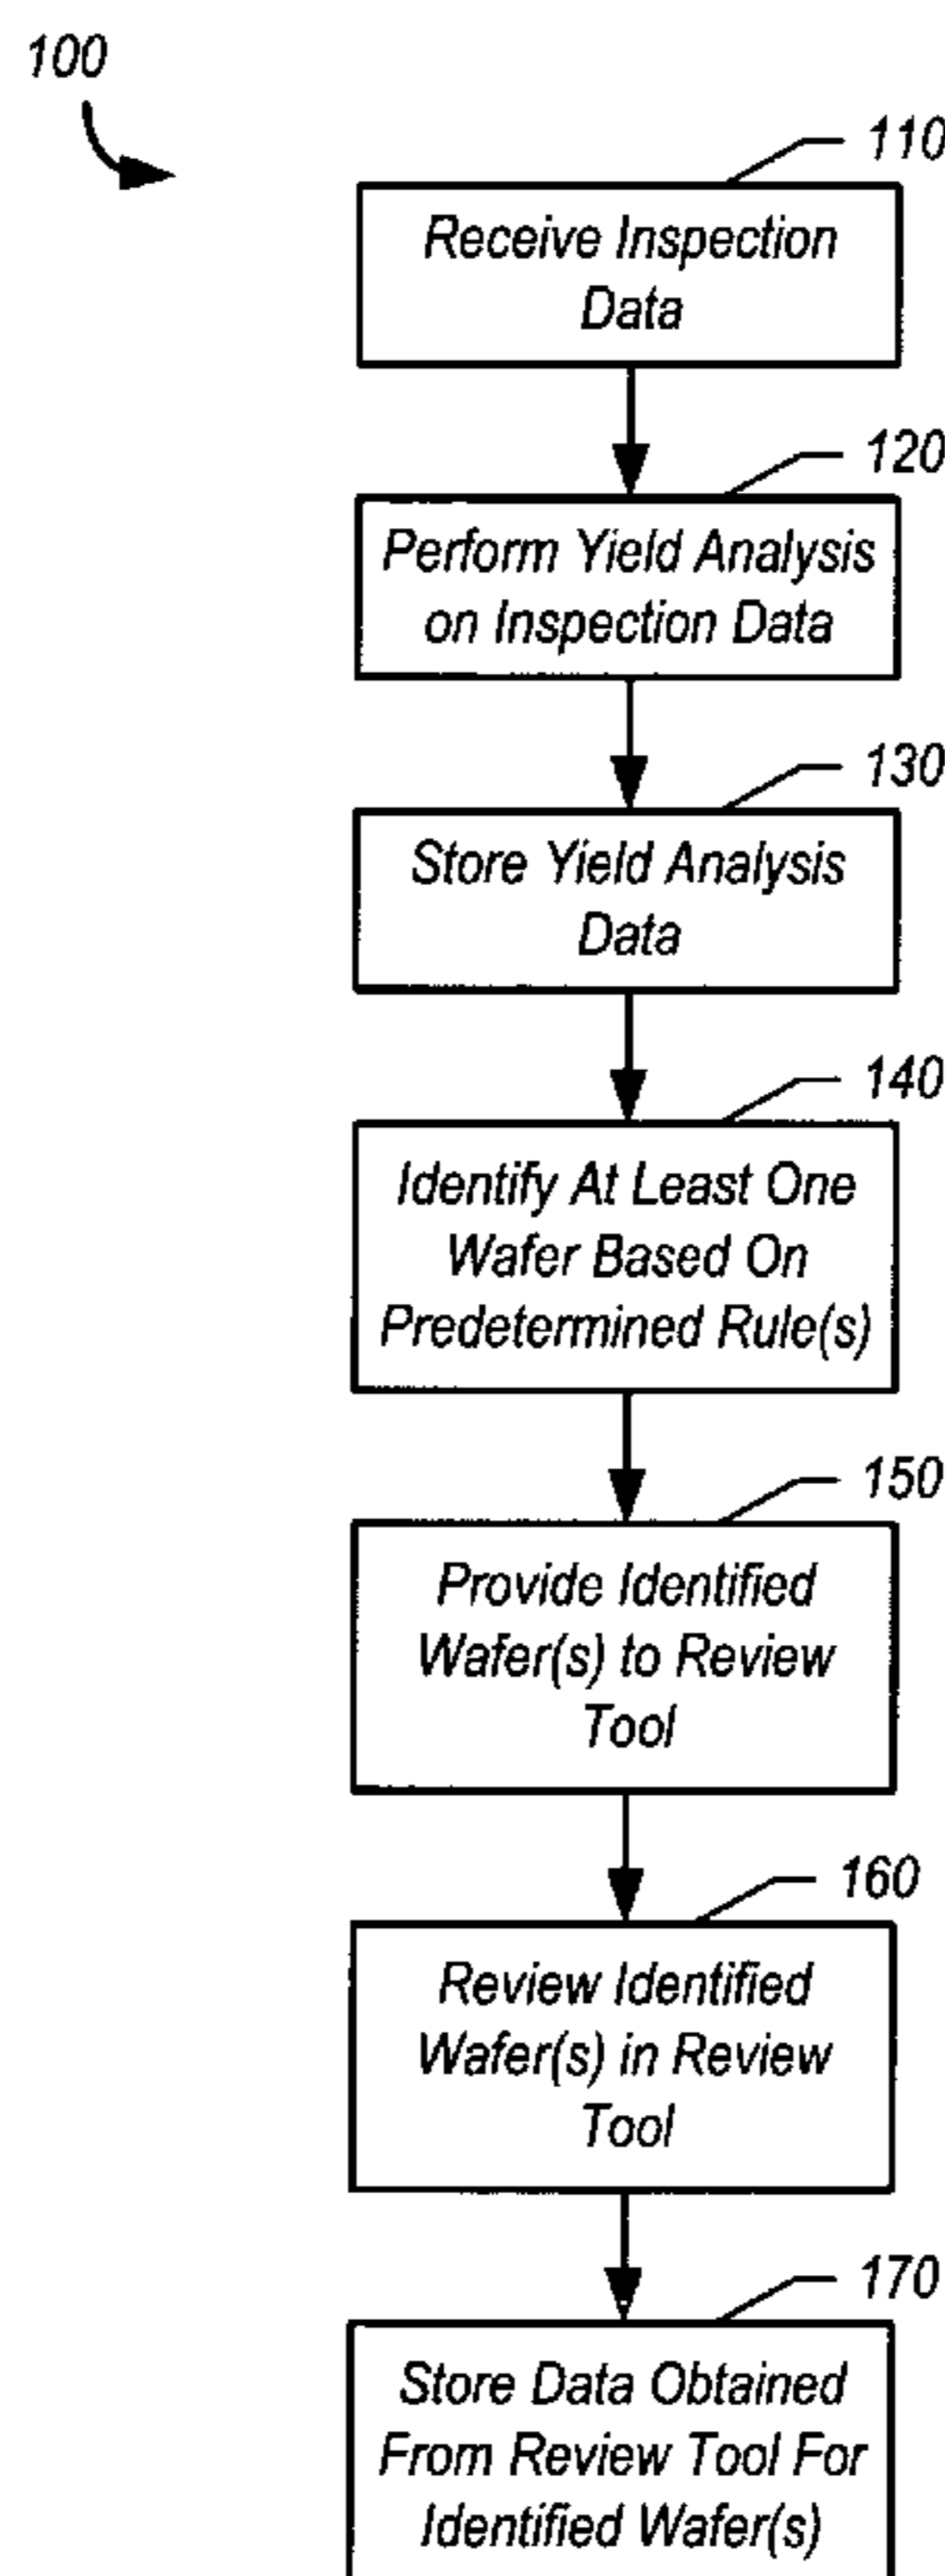 100
110
Receive Inspection
Data
120
Perform Yield Analysis
on Inspection Data
130
Store Yield Analysis
Data
140
Identify At Least One
Wafer Based On
Predetermined Rule(s)
150
Provide Identified
Wafer(s) to Review
Tool
160
Review Identified
Wafer(s) in Review
Tool
170
Store Data Obtained
From Review Tool For
Identified Wafer(s)